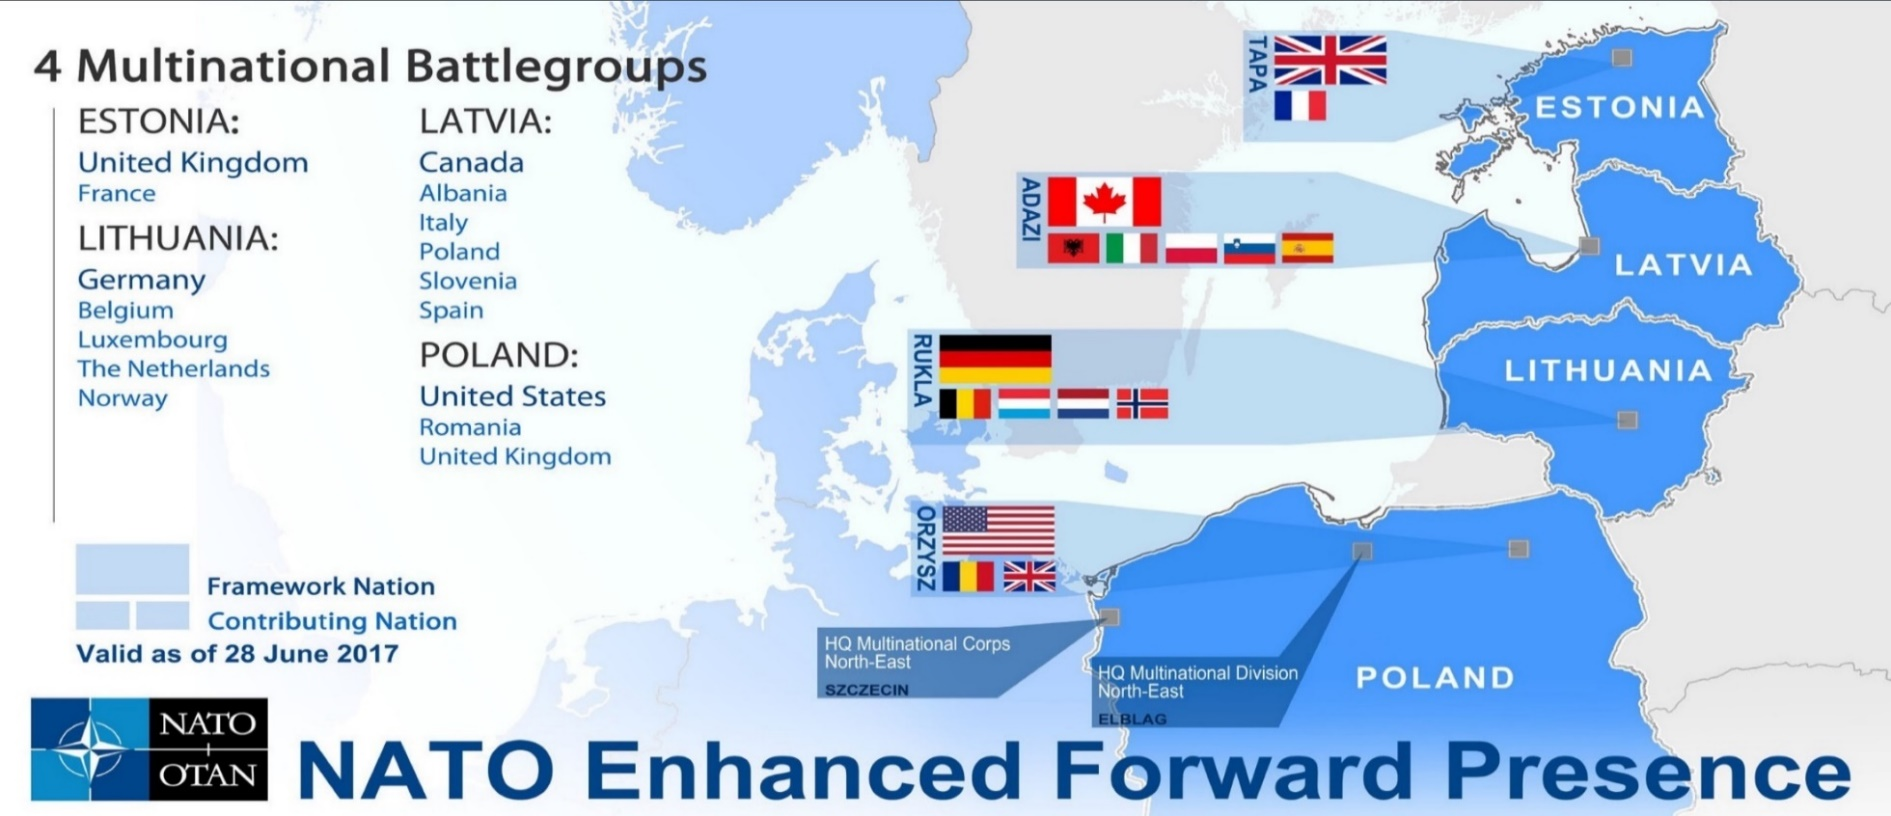 4 Multinational Battlegroups
ESTONIA:
United Kingdom
France
LITHUANIA:
Germany
Belgium
Luxembourg
The Netherlands
Norway
LATVIA:
Canada
Albania
Italy
Poland
Slovenia
Spain
POLAND:
United States
Romania
United Kingdom
Framework Nation
Contributing Nation
Valid as of 28 June 2017
TAPA
ESTONIA
ADAZI
LATVIA
RUKLA
LITHUANIA
ORZYSZ
HQ Multinational Corps
North-East
SZCZECIN
HQ Multinational Division
North-East
ELBLAG
POLAND
NATO
OTAN
NATO Enhanced Forward Presence